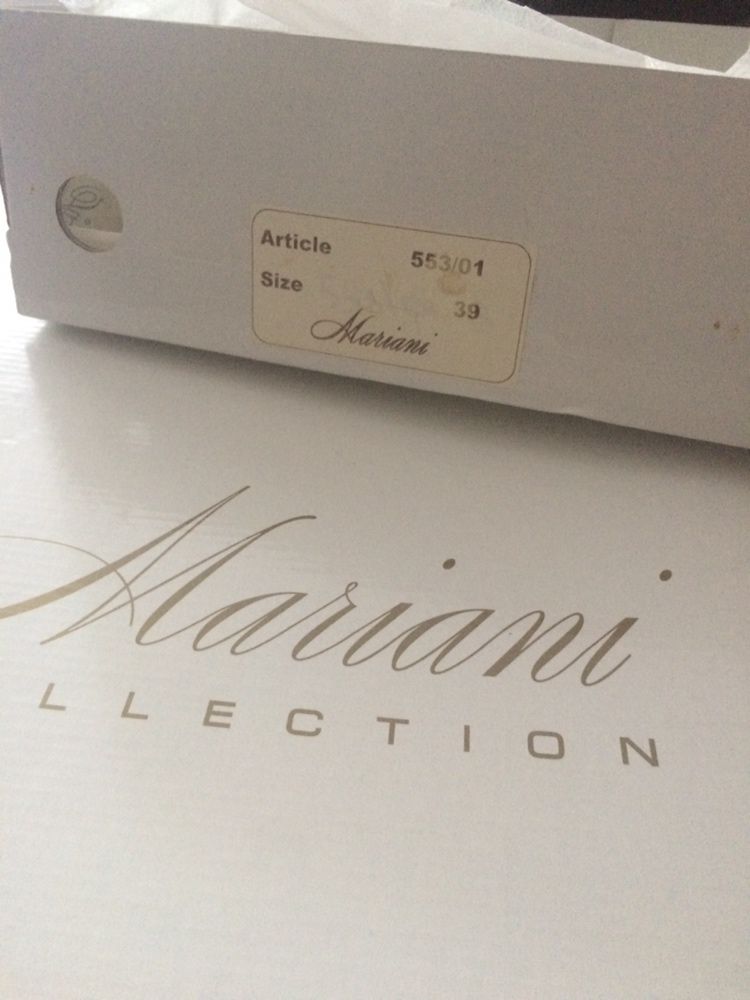 Article 553/01
Size 39
Mariani
Mariani
LLECTION